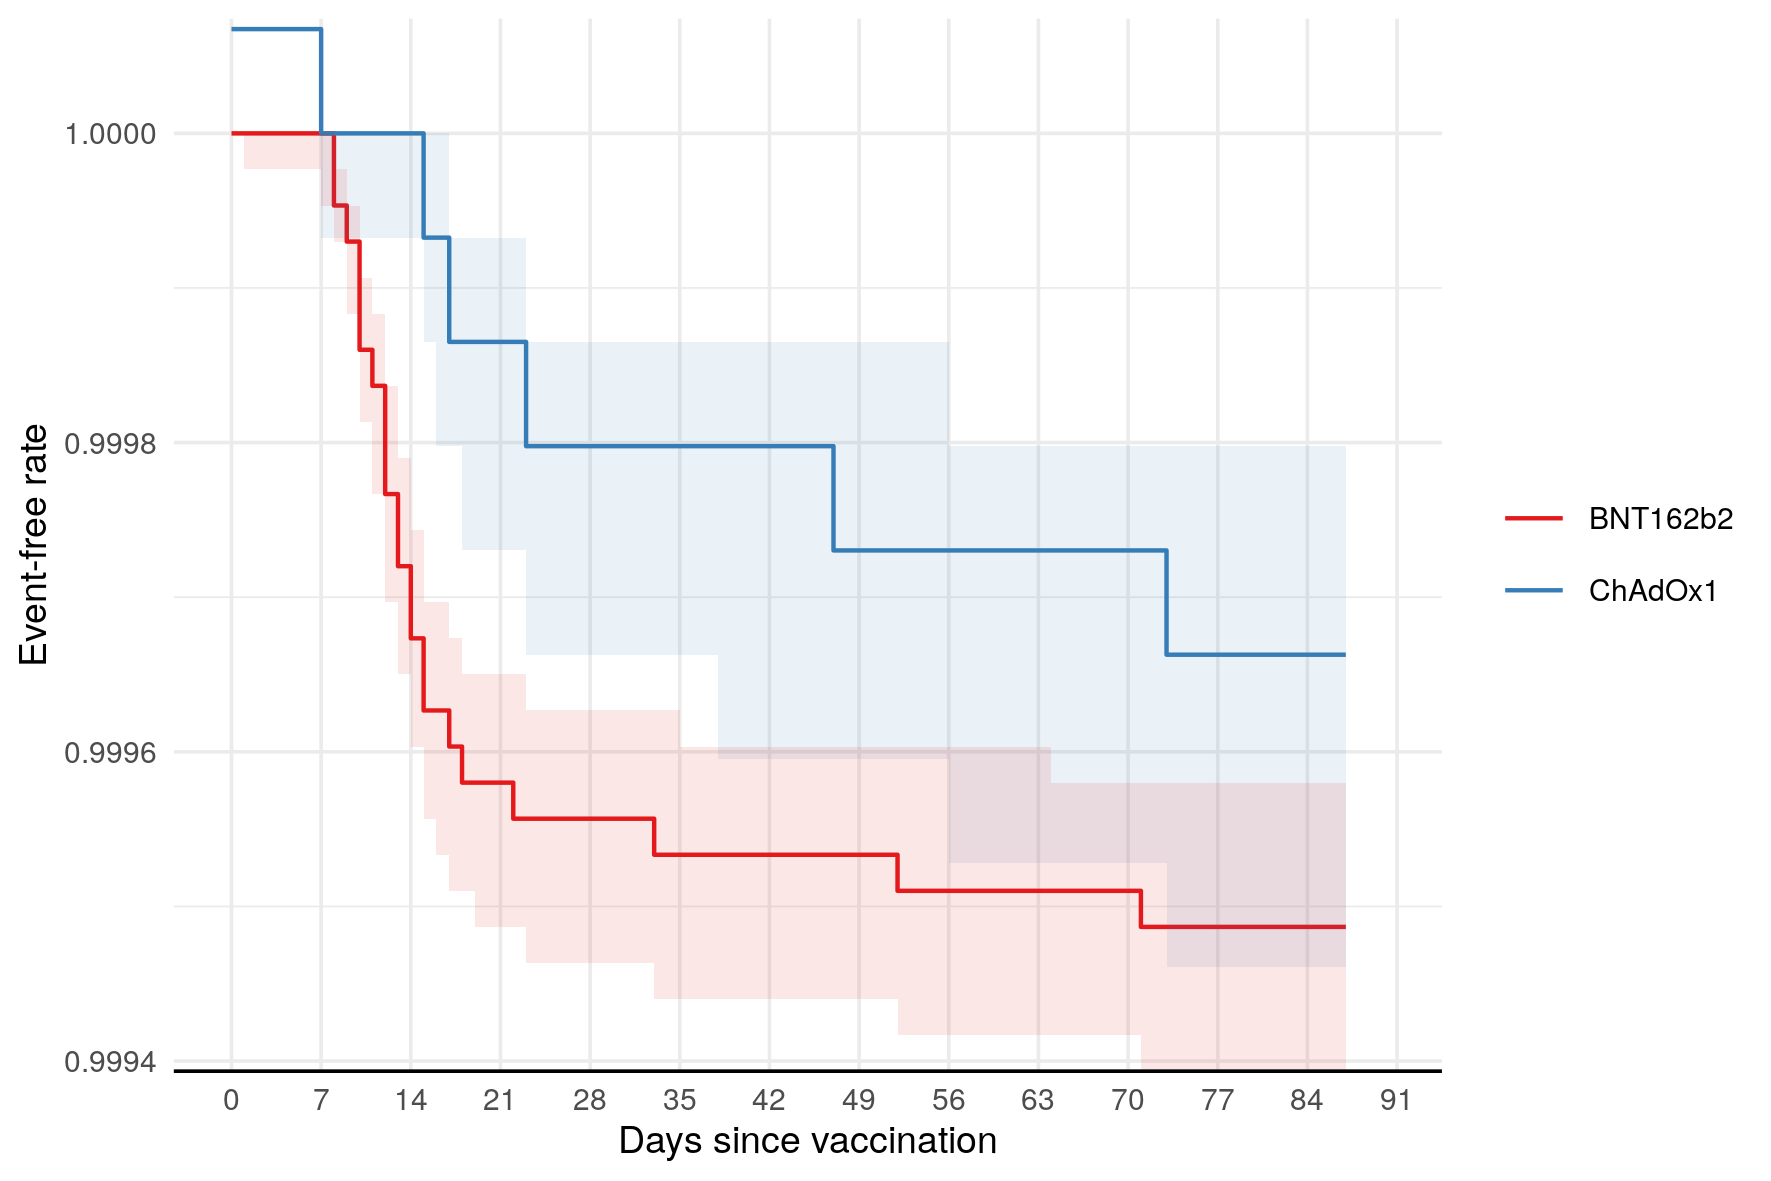 Event-free rate
1.0000
0.9998
0.9996
0.9994
0 7 14 21 28 35 42 49 56 63 70 77 84 91
Days since vaccination
BNT162b2
ChAdOx1